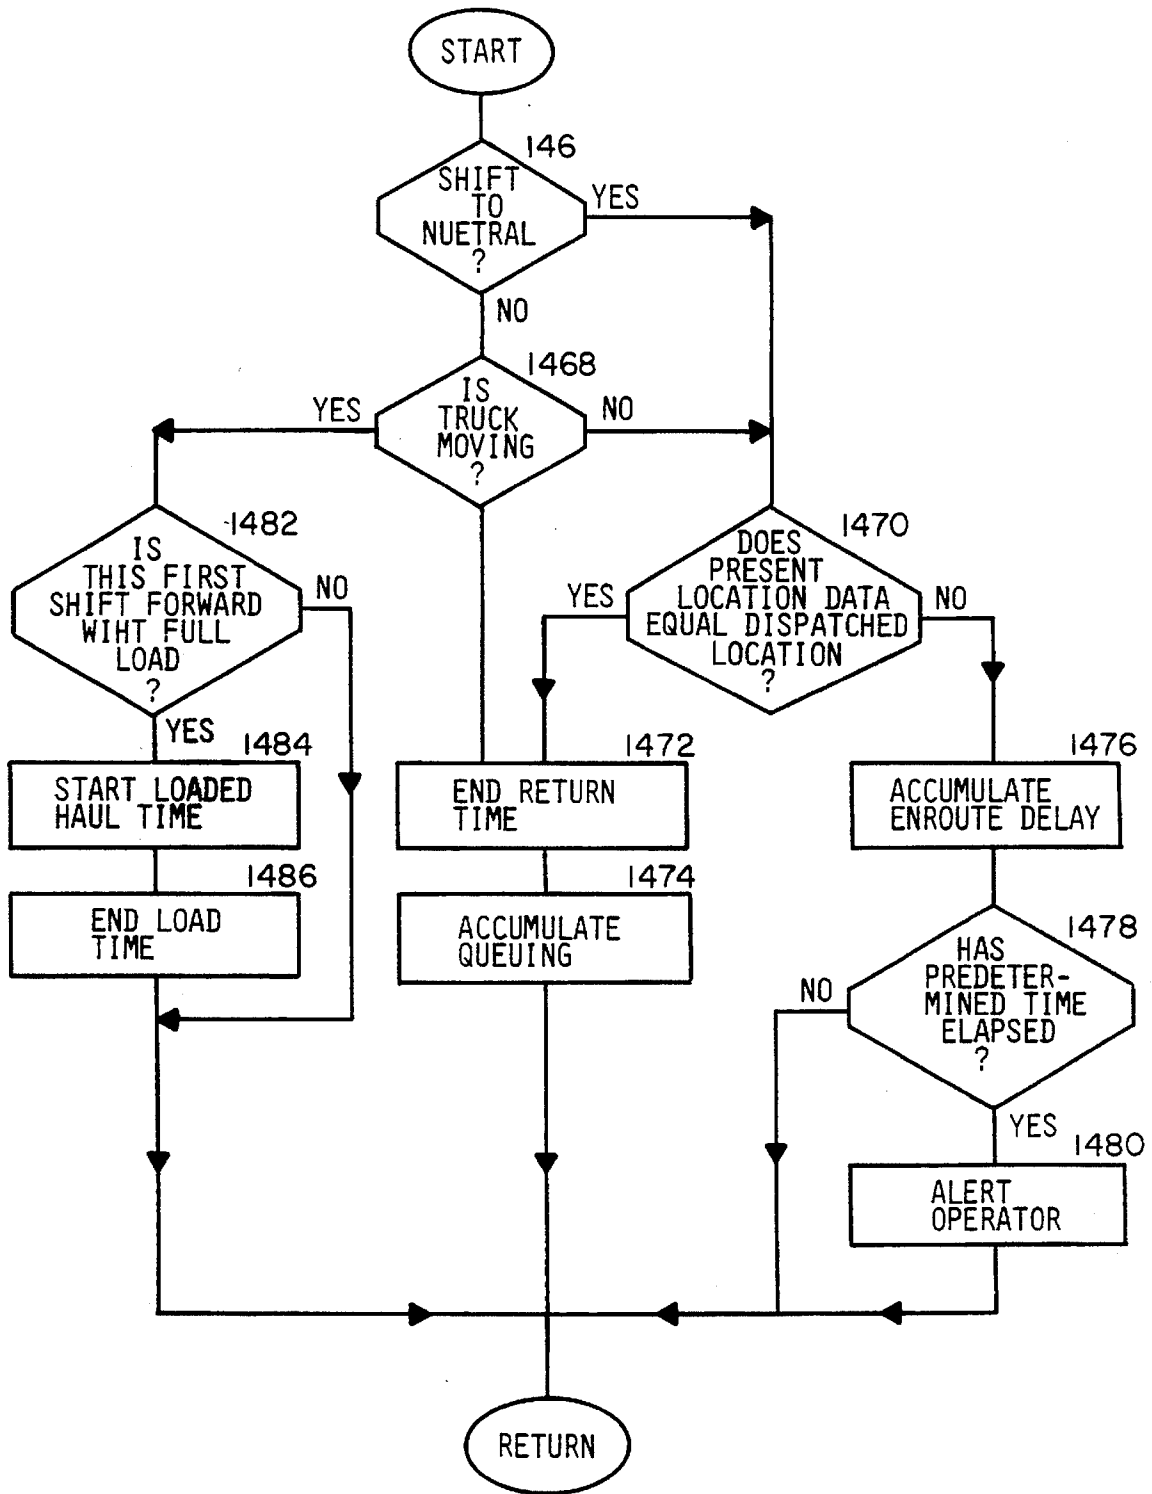 START
146
SHIFT
TO
NUETRAL
?
YES
NO
1468
IS
TRUCK
MOVING
?
YES
NO
1482
IS
THIS FIRST
SHIFT FORWARD
WIHT FULL
LOAD
?
NO
YES
1470
DOES
PRESENT
LOCATION DATA
EQUAL DISPATCHED
LOCATION
?
YES
NO
1484
START LOADED
HAUL TIME
1472
END RETURN
TIME
1476
ACCUMULATE
ENROUTE DELAY
1486
END LOAD
TIME
1474
ACCUMULATE
QUEUING
1478
HAS
PREDETER-
MINED TIME
ELAPSED
?
NO
YES
1480
ALERT
OPERATOR
RETURN